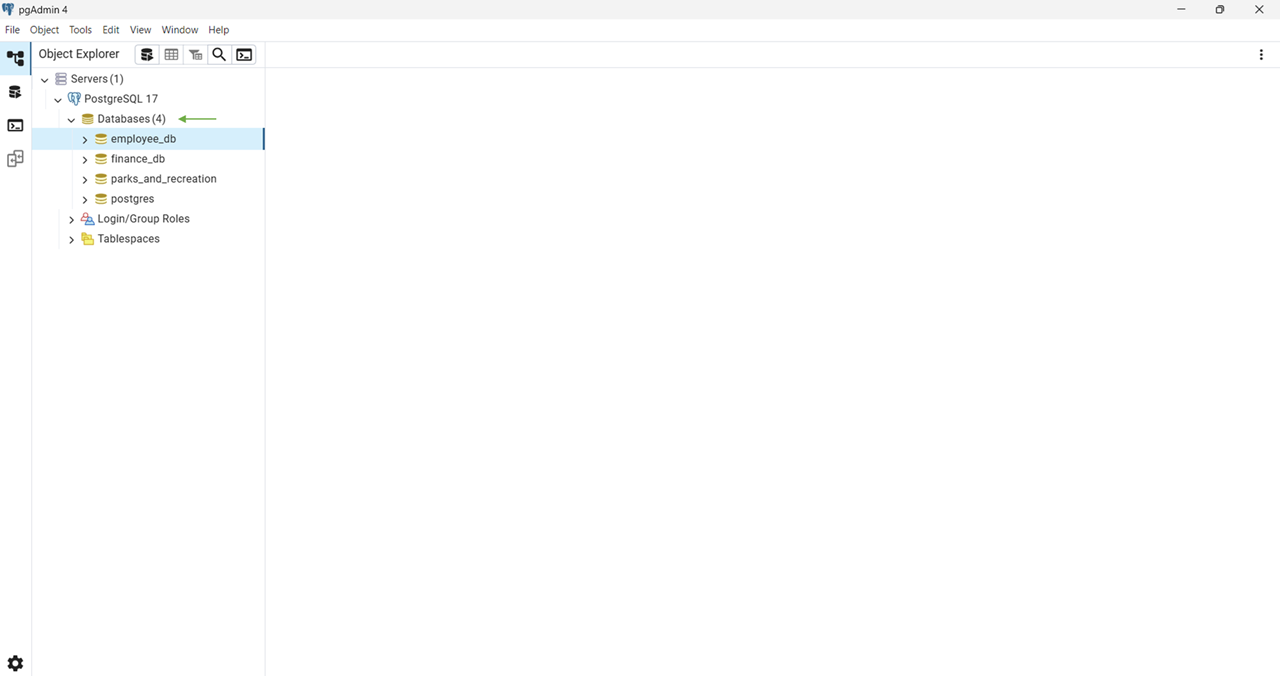 pgAdmin 4
File Object Tools Edit View Window Help
Object Explorer
Servers (1)
PostgreSQL 17
Databases (4)
employee_db
finance_db
parks_and_recreation
postgres
Login/Group Roles
Tablespaces